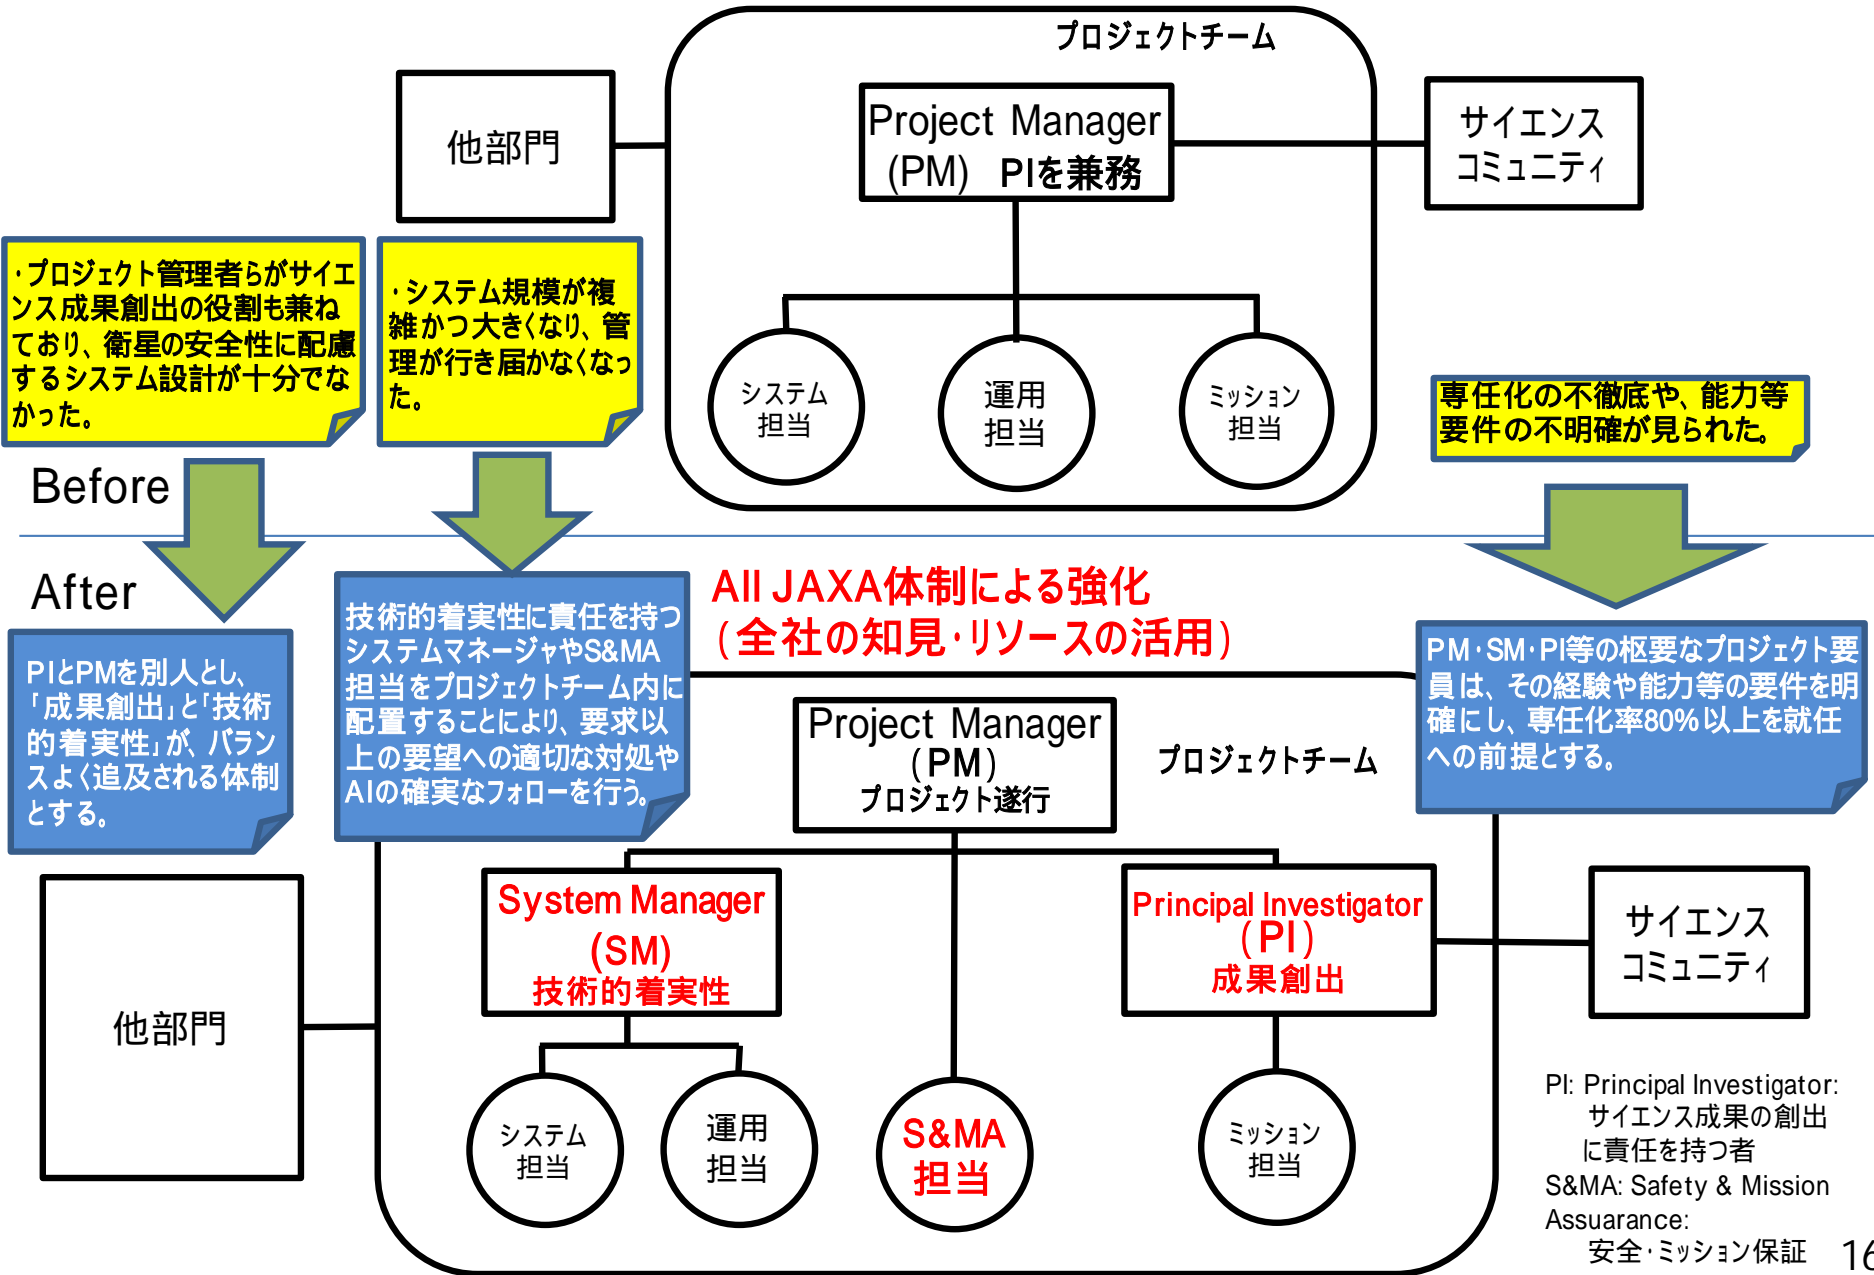 プロジェクトチーム
他部門
Project Manager
(PM) PIを兼務
サイエンス
コミュニティ
・プロジェクト管理者らがサイエ
ンス成果創出の役割も兼ね
ており、衛星の安全性に配慮
するシステム設計が十分でな
かった。
・システム規模が複
雑かつ大きくなり、管
理が行き届かなくなっ
た。
システム
担当
運用
担当
ミッション
担当
専任化の不徹底や、能力等
要件の不明確が見られた。
Before
After
All JAXA体制による強化
(全社の知見・リソースの活用)
PIとPMを別人とし、
「成果創出」と「技術
的着実性」が、バラン
スよく追及される体制
とする。
技術的着実性に責任を持つ
システムマネージャやS&MA
担当をプロジェクトチーム内に
配置することにより、要求以
上の要望への適切な対処や
AIの確実なフォローを行う。
PM・SM・PI等の枢要なプロジェクト要
員は、その経験や能力等の要件を明
確にし、専任化率80%以上を就任
への前提とする。
Project Manager
(PM)
プロジェクト遂行
プロジェクトチーム
System Manager
(SM)
技術的着実性
Principal Investigator
(PI)
成果創出
サイエンス
コミュニティ
他部門
システム
担当
運用
担当
S&MA
担当
ミッション
担当
PI: Principal Investigator:
サイエンス成果の創出
に責任を持つ者
S&MA: Safety & Mission
Assuarance:
安全・ミッション保証
16